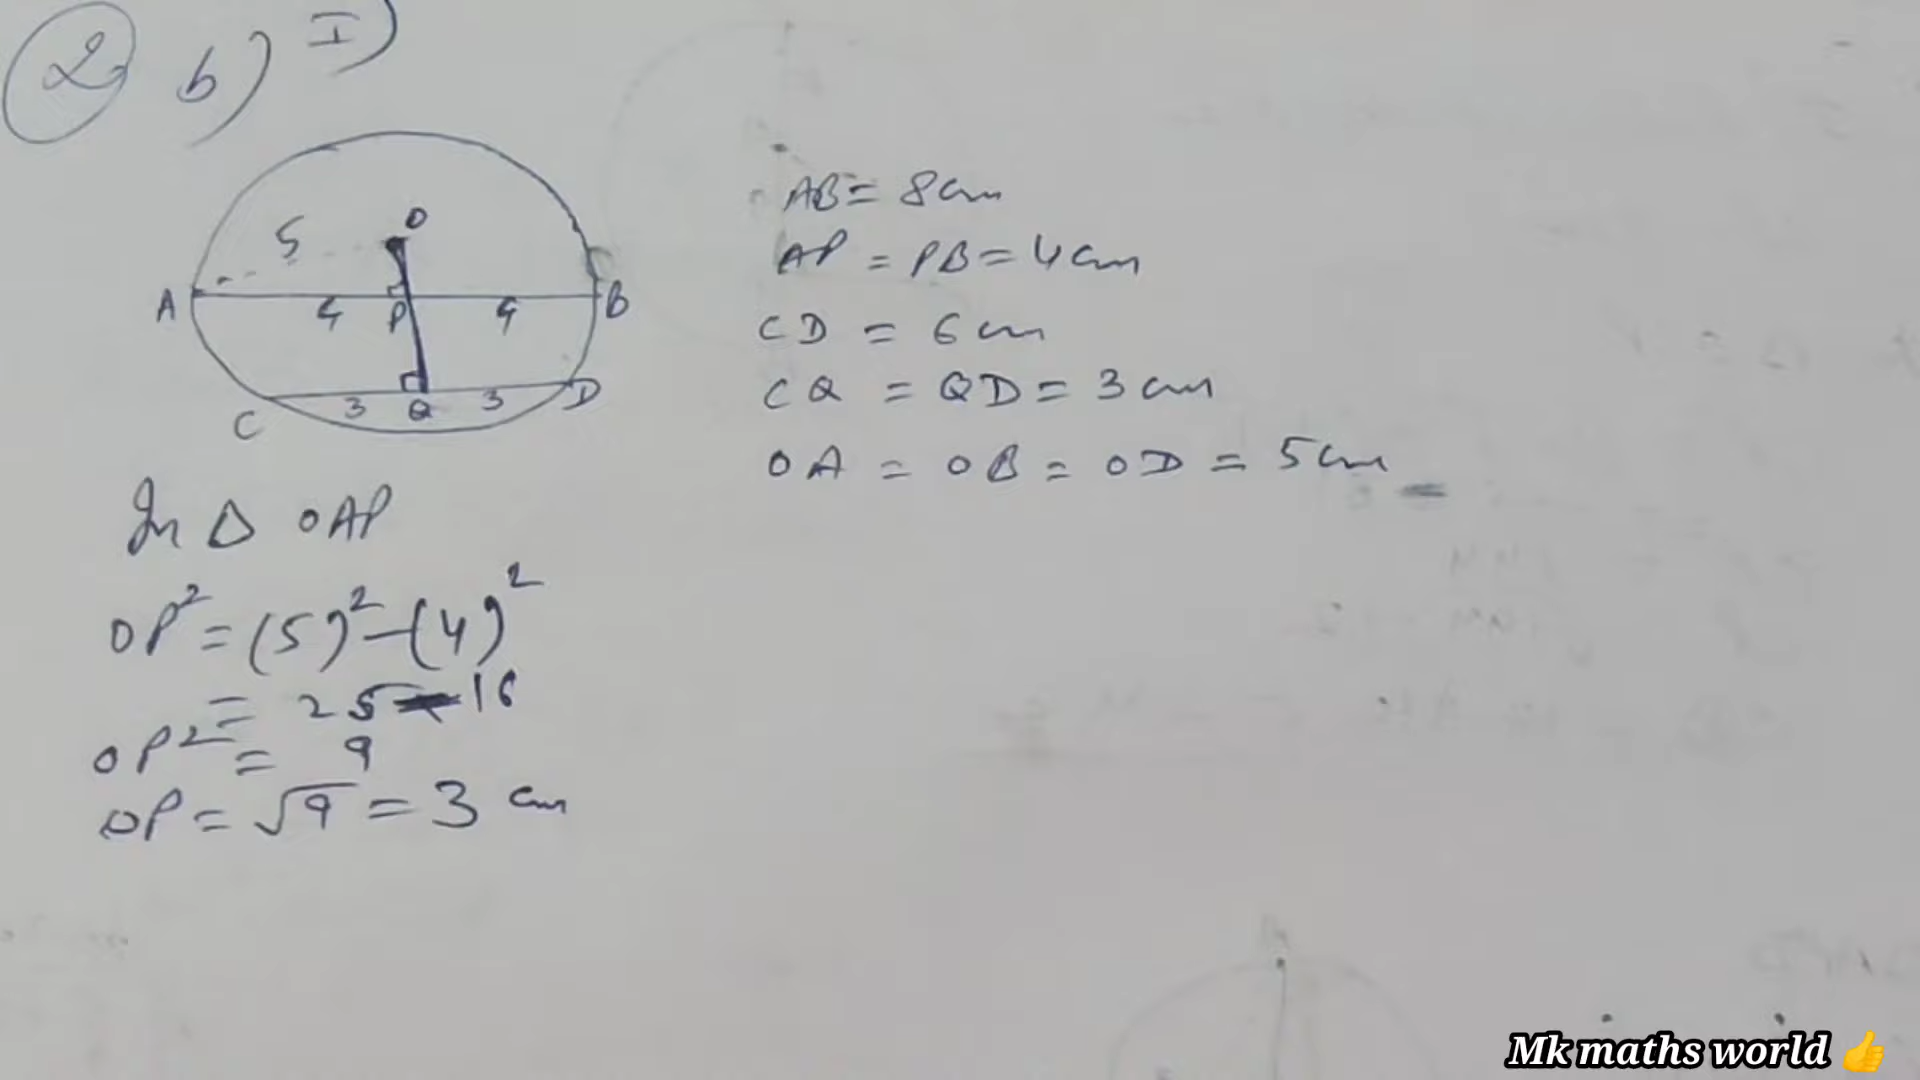 2 b) I)
O
5
A 4 P 4 B
C 3 Q 3 D
AB = 8cm
AP = PB = 4cm
CD = 6cm
CQ = QD = 3cm
OA = OB = OD = 5cm
In △ OAP
OP² = (5)² - (4)²
= 25 - 16
OP² = 9
OP = √9 = 3 cm
Mk maths world 👍